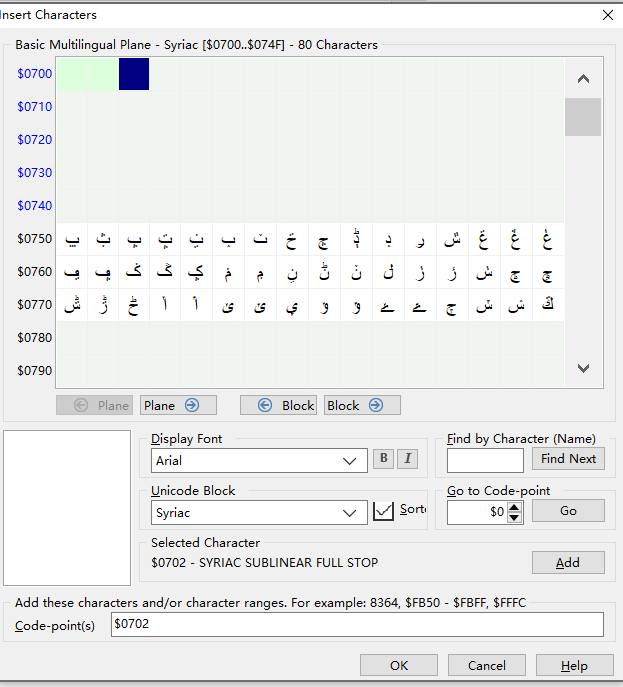 Insert Characters
Basic Multilingual Plane - Syriac [$0700..$074F] - 80 Characters
$0700
$0710
$0720
$0730
$0740
$0750 ݐ ݑ ݒ ݓ ݔ ݕ ݖ ݗ ݘ ݙ ݚ ݛ ݜ ݝ ݞ ݟ
$0760 ݠ ݡ ݢ ݣ ݤ ݥ ݦ ݧ ݨ ݩ ݪ ݫ ݬ ݭ ݮ ݯ
$0770 ݰ ݱ ݲ ݳ ݴ ݵ ݶ ݷ ݸ ݹ ݺ ݻ ݼ ݽ ݾ ݿ
$0780
$0790
Plane Plane Block Block
Display Font
Arial B I
Find by Character (Name)
Find Next
Unicode Block
Syriac Sorte
Go to Code-point
$0 Go
Selected Character
$0702 - SYRIAC SUBLINEAR FULL STOP Add
Add these characters and/or character ranges. For example: 8364, $FB50 - $FBFF, $FFFC
Code-point(s) $0702
OK Cancel Help